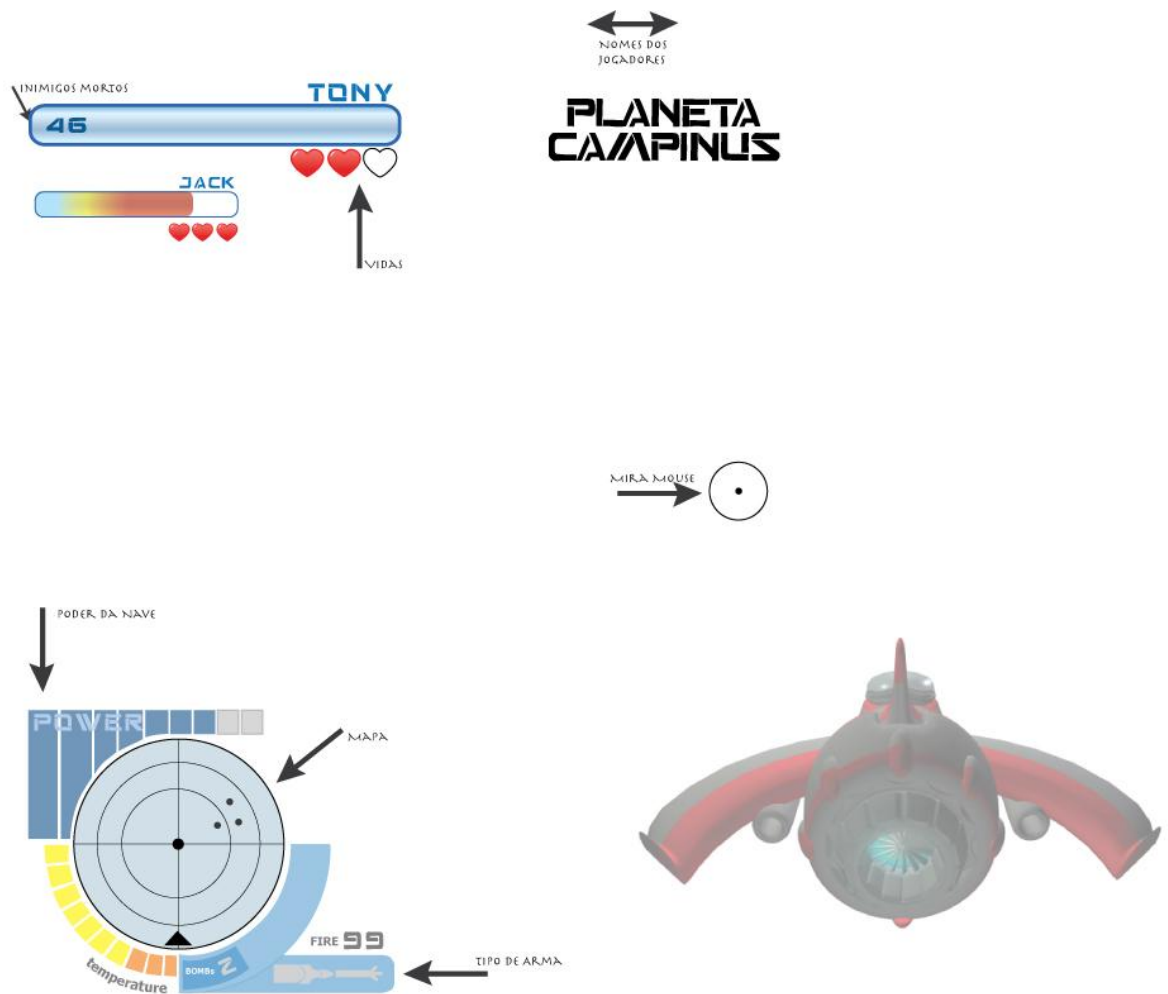 NOMES DOS
JOGADORES
INIMIGOS MORTOS
TONY
46
PLANETA
CAMPINUS
JACK
VIDAS
MIRA MOUSE
PODER DA NAVE
POWER
MAPA
FIRE 99
BOMBs 2
TIPO DE ARMA
temperature